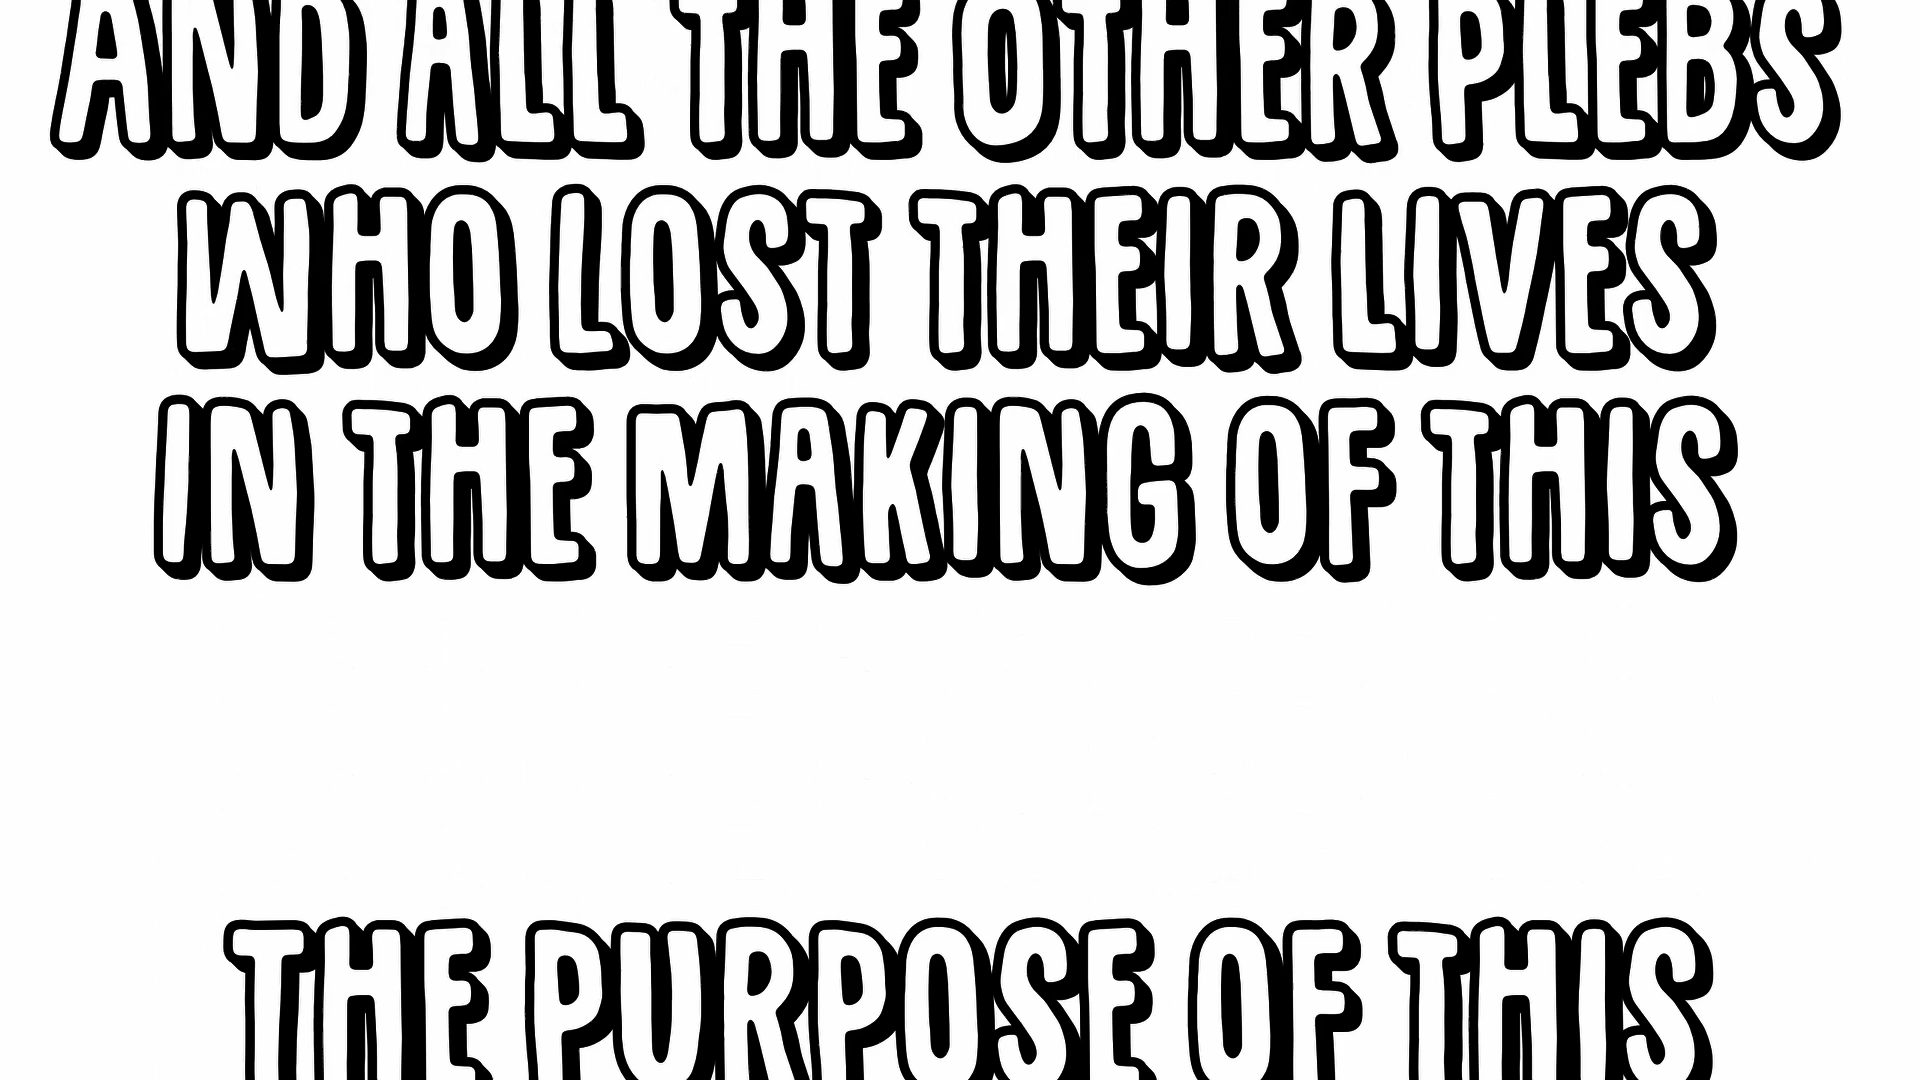 AND ALL THE OTHER PLEBS
WHO LOST THEIR LIVES
IN THE MAKING OF THIS
THE PURPOSE OF THIS